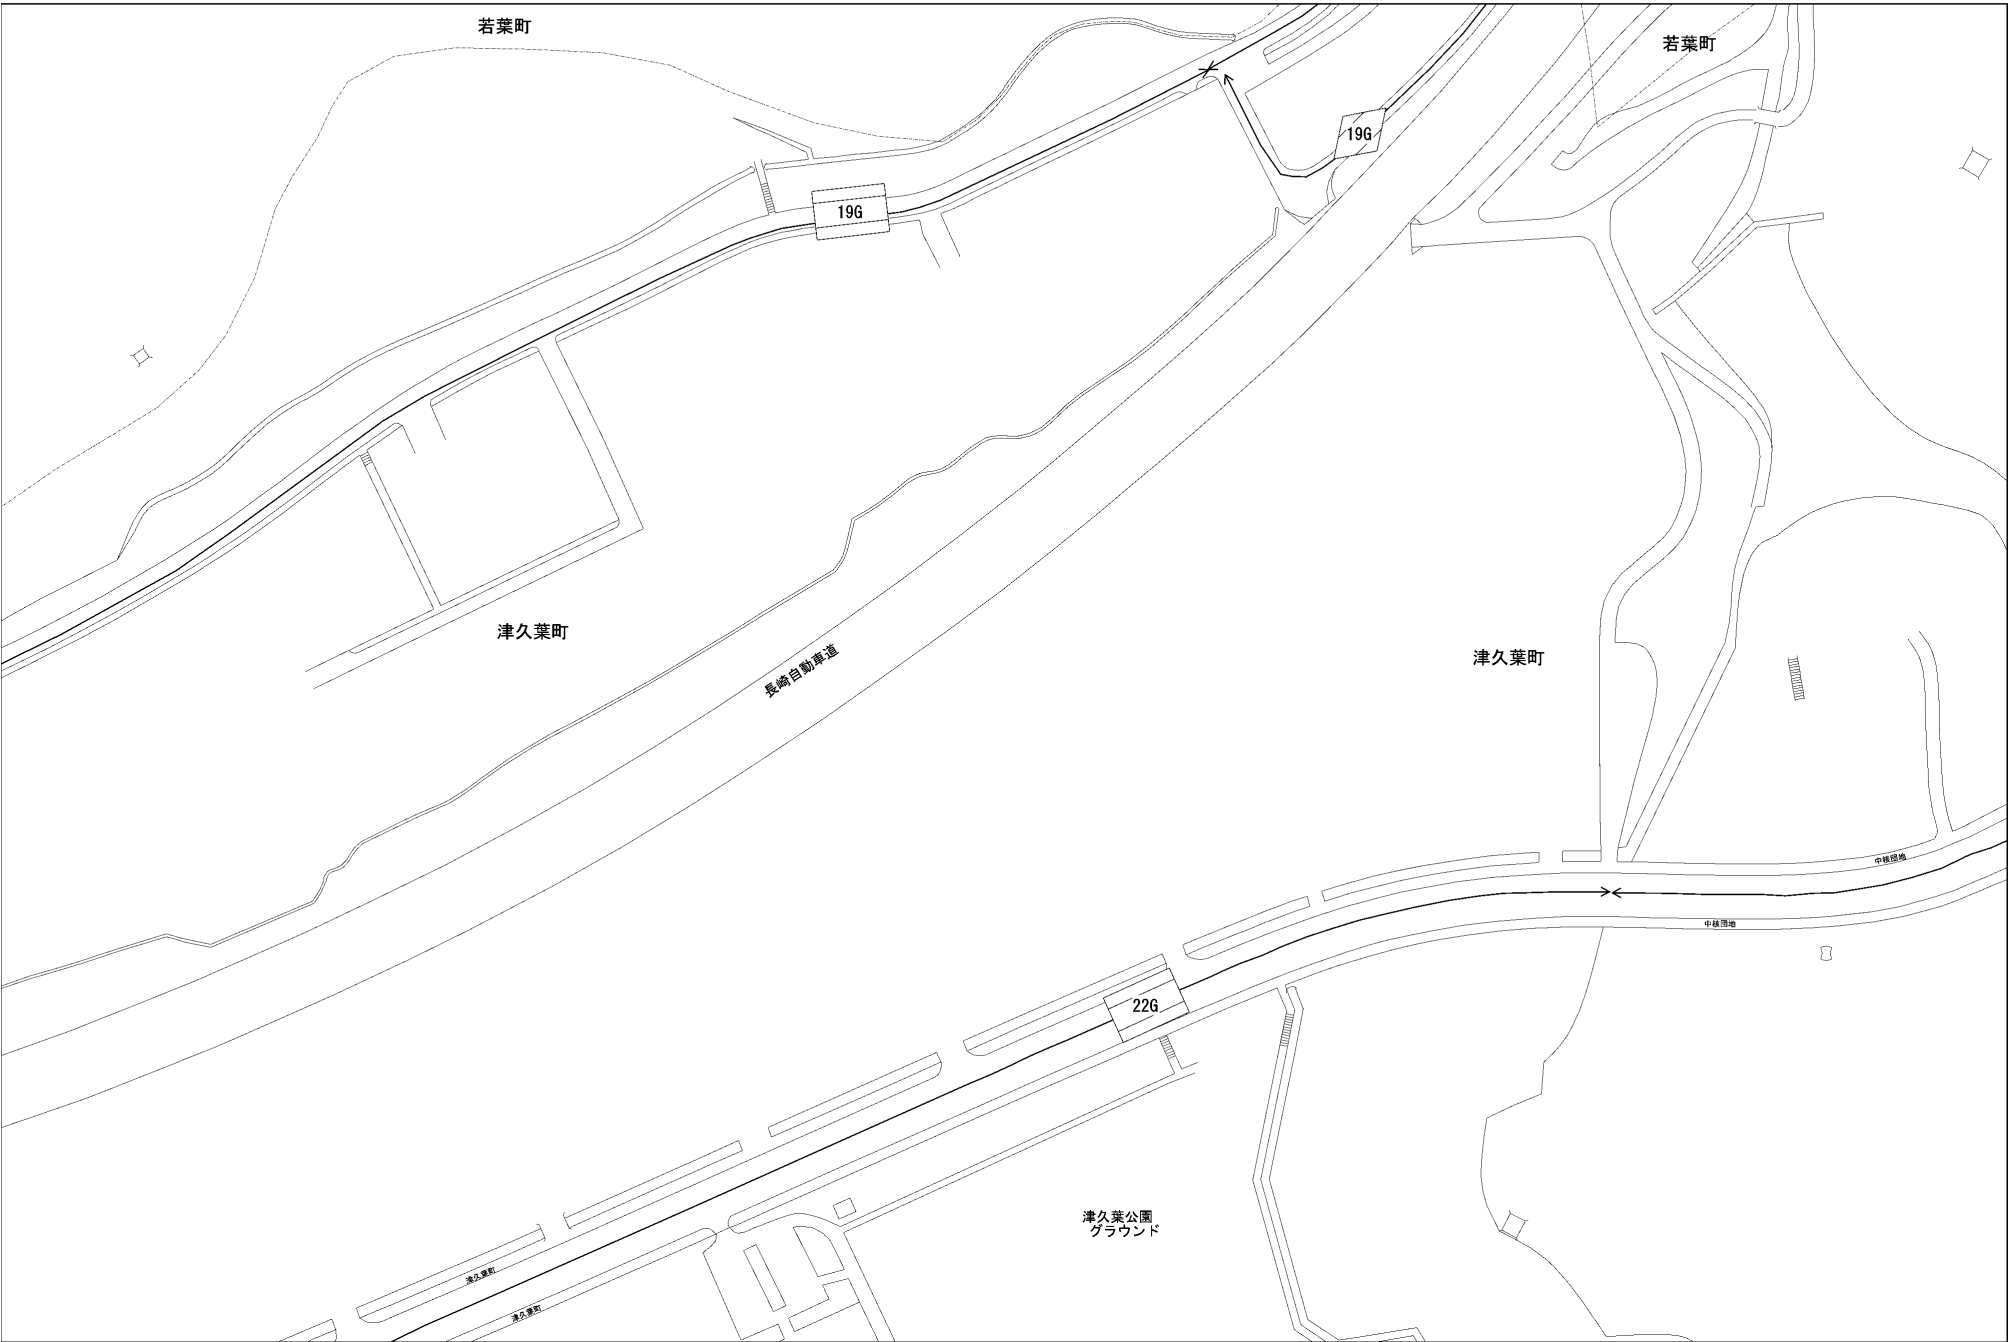 若葉町
若葉町
19G
19G
津久葉町
長崎自動車道
津久葉町
中核団地
中核団地
22G
津久葉公園
グラウンド
津久葉町
津久葉町